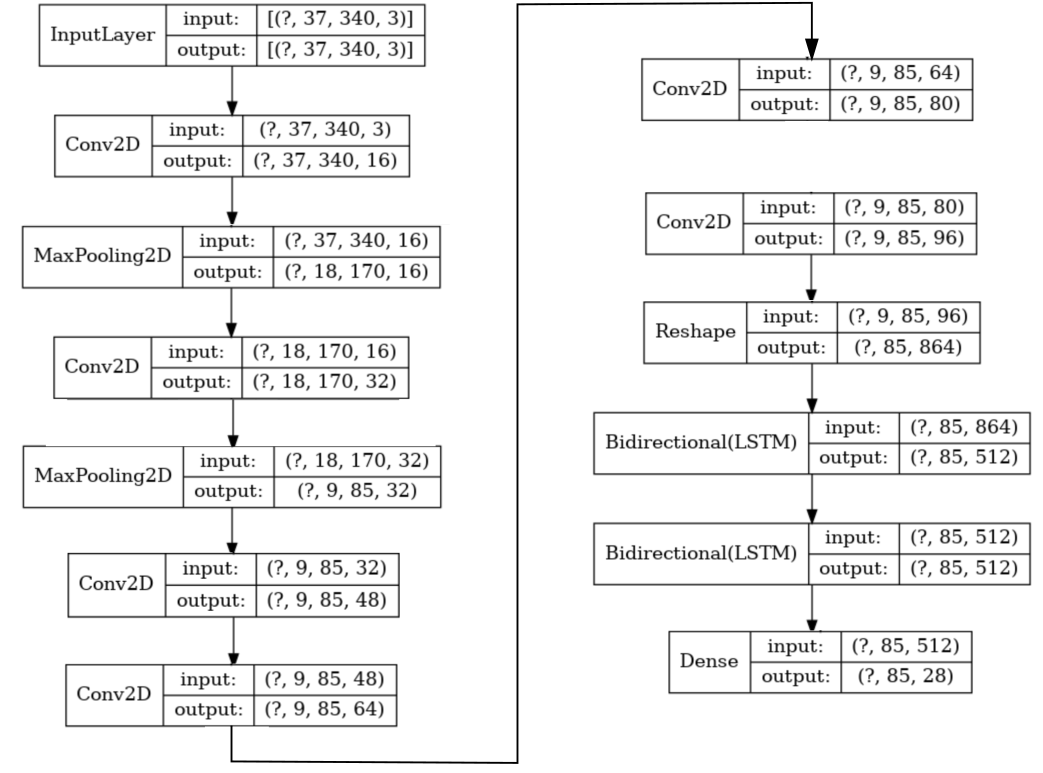 InputLayer input: [(?, 37, 340, 3)]
output: [(?, 37, 340, 3)]
Conv2D input: (?, 37, 340, 3)
output: (?, 37, 340, 16)
MaxPooling2D input: (?, 37, 340, 16)
output: (?, 18, 170, 16)
Conv2D input: (?, 18, 170, 16)
output: (?, 18, 170, 32)
MaxPooling2D input: (?, 18, 170, 32)
output: (?, 9, 85, 32)
Conv2D input: (?, 9, 85, 32)
output: (?, 9, 85, 48)
Conv2D input: (?, 9, 85, 48)
output: (?, 9, 85, 64)
Conv2D input: (?, 9, 85, 64)
output: (?, 9, 85, 80)
Conv2D input: (?, 9, 85, 80)
output: (?, 9, 85, 96)
Reshape input: (?, 9, 85, 96)
output: (?, 85, 864)
Bidirectional(LSTM) input: (?, 85, 864)
output: (?, 85, 512)
Bidirectional(LSTM) input: (?, 85, 512)
output: (?, 85, 512)
Dense input: (?, 85, 512)
output: (?, 85, 28)